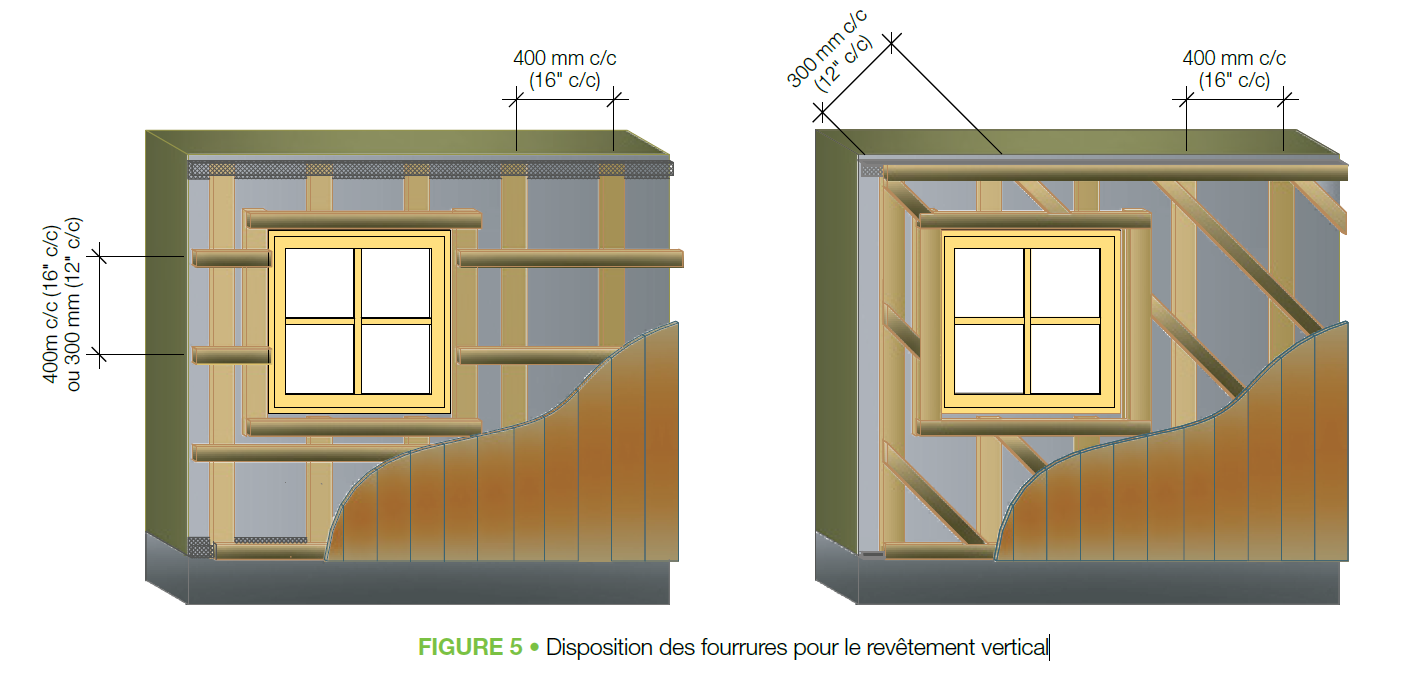 400 mm c/c
(16" c/c)
400m c/c (16" c/c)
ou 300 mm (12" c/c)
300 mm c/c
(12" c/c)
400 mm c/c
(16" c/c)
FIGURE 5 • Disposition des fourrures pour le revêtement vertical